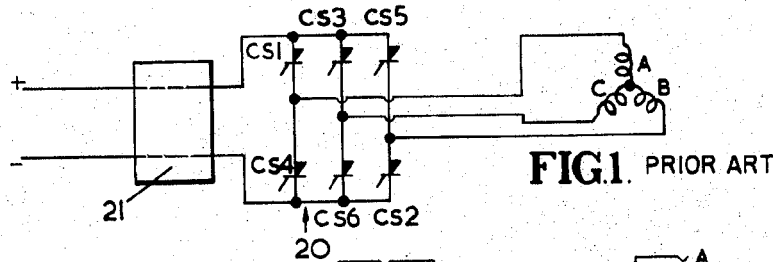 CS3 CS5
CS1
+
A
C B
-
CS4
FIG.1. PRIOR ART
21
CS6 CS2
20
A